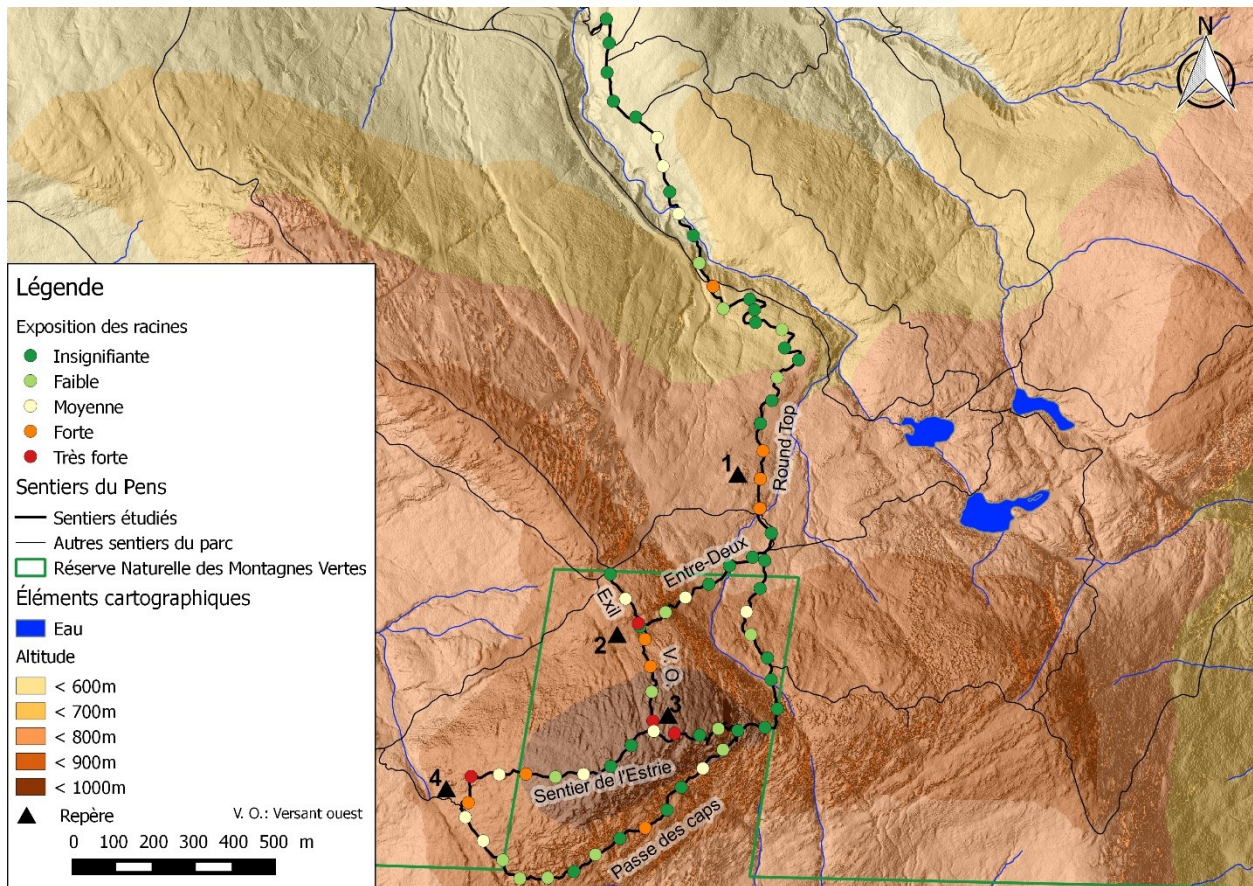 N
Légende
Exposition des racines
Insignifiante
Faible
Moyenne
Forte
Très forte
Sentiers du Pens
Sentiers étudiés
Autres sentiers du parc
Réserve Naturelle des Montagnes Vertes
Éléments cartographiques
Eau
Altitude
< 600m
< 700m
< 800m
< 900m
< 1000m
Repère
V. O.: Versant ouest
0 100 200 300 400 500 m
1
Round Top
Entre-Deux
Exil
2
V. O.
3
4
Sentier de l'Estrie
Passe des caps